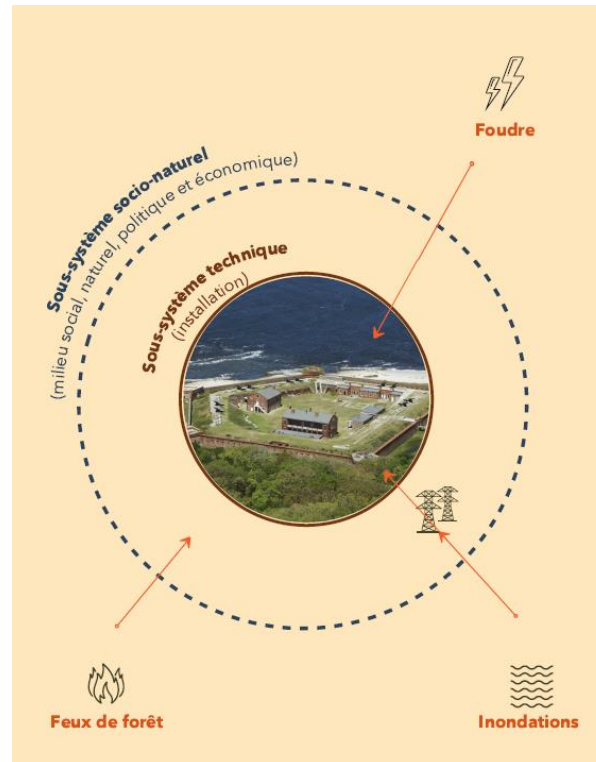 Foudre
Sous-système socio-naturel
(milieu social, naturel, politique et économique)
Sous-système technique
(installation)
Feux de forêt
Inondations